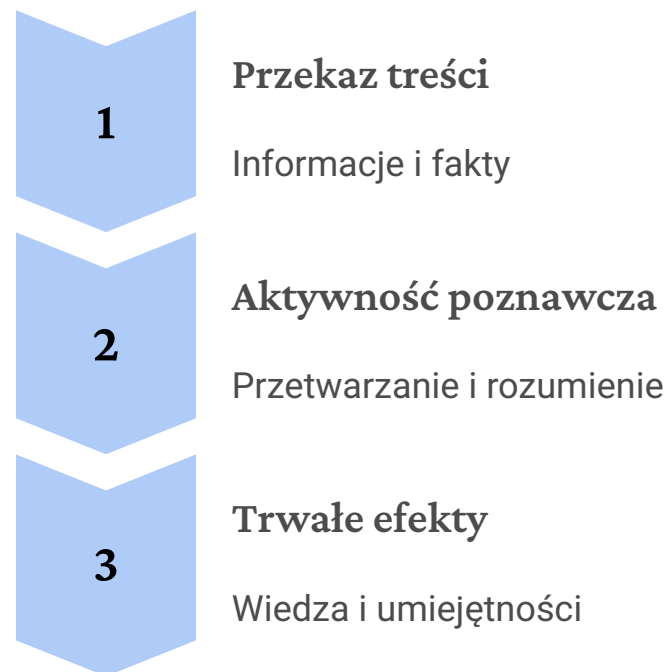 1
Przekaz treści
Informacje i fakty
2
Aktywność poznawcza
Przetwarzanie i rozumienie
3
Trwałe efekty
Wiedza i umiejętności